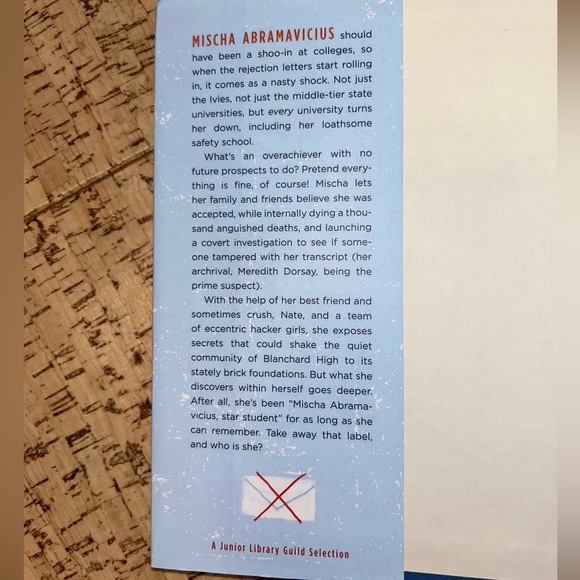 MISCHA ABRAMAVICIUS should
have been a shoo-in at colleges, so
when the rejection letters start rolling
in, it comes as a nasty shock. Not just
the Ivies, not just the middle-tier state
universities, but every university turns
her down, including her loathsome
safety school.
What's an overachiever with no
future prospects to do? Pretend every-
thing is fine, of course! Mischa lets
her family and friends believe she was
accepted, while internally dying a thou-
sand anguished deaths, and launching
a covert investigation to see if some-
one tampered with her transcript (her
archrival, Meredith Dorsay, being the
prime suspect).
With the help of her best friend and
sometimes crush, Nate, and a team
of eccentric hacker girls, she exposes
secrets that could shake the quiet
community of Blanchard High to its
stately brick foundations. But what she
discovers within herself goes deeper.
After all, she's been "Mischa Abrama-
vicius, star student" for as long as she
can remember. Take away that label,
and who is she?
A Junior Library Guild Selection